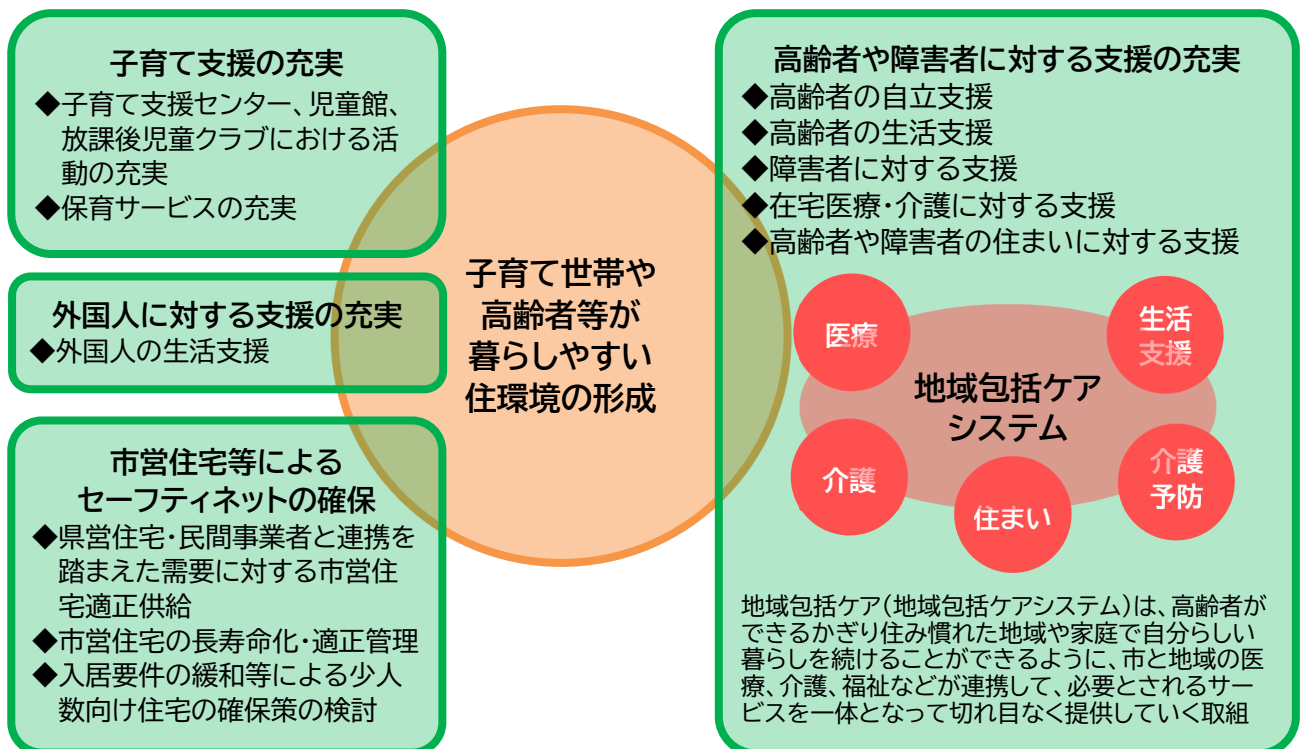 子育て支援の充実
◆子育て支援センター、児童館、
放課後児童クラブにおける活
動の充実
◆保育サービスの充実
外国人に対する支援の充実
◆外国人の生活支援
市営住宅等による
セーフティネットの確保
◆県営住宅・民間事業者と連携を
踏まえた需要に対する市営住
宅適正供給
◆市営住宅の長寿命化・適正管理
◆入居要件の緩和等による少人
数向け住宅の確保策の検討
子育て世帯や
高齢者等が
暮らしやすい
住環境の形成
高齢者や障害者に対する支援の充実
◆高齢者の自立支援
◆高齢者の生活支援
◆障害者に対する支援
◆在宅医療・介護に対する支援
◆高齢者や障害者の住まいに対する支援
医療
生活
支援
地域包括ケア
システム
介護
住まい
介護
予防
地域包括ケア(地域包括ケアシステム)は、高齢者が
できるかぎり住み慣れた地域や家庭で自分らしい
暮らしを続けることができるように、市と地域の医
療、介護、福祉などが連携して、必要とされるサー
ビスを一体となって切れ目なく提供していく取組